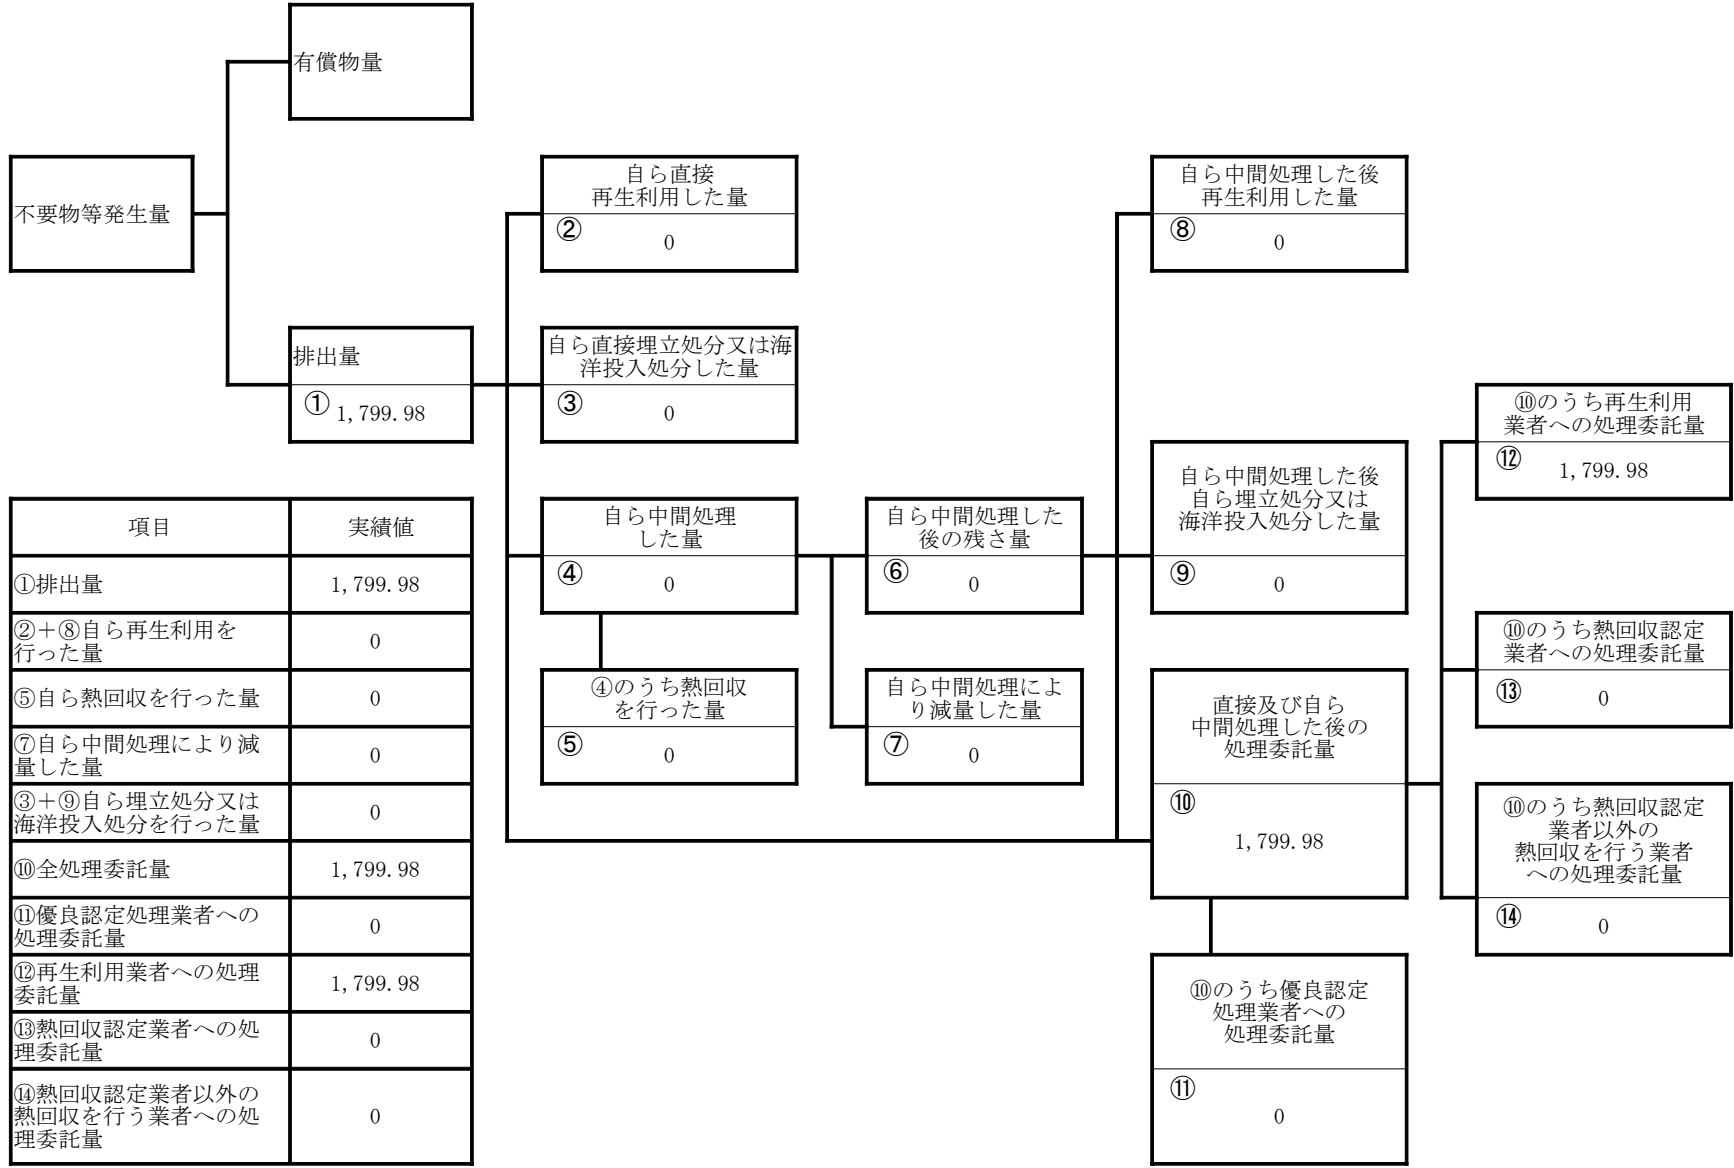 有償物量
不要物等発生量
自ら直接
再生利用した量
②
0
自ら中間処理した後
再生利用した量
⑧
0
排出量
①
1,799.98
自ら直接埋立処分又は海
洋投入処分した量
③
0
⑩のうち再生利用
業者への処理委託量
⑫
1,799.98
自ら中間処理した後
自ら埋立処分又は
海洋投入処分した量
⑨
0
自ら中間処理
した量
④
0
自ら中間処理した
後の残さ量
⑥
0
⑩のうち熱回収認定
業者への処理委託量
⑬
0
④のうち熱回収
を行った量
⑤
0
自ら中間処理によ
り減量した量
⑦
0
直接及び自ら
中間処理した後の
処理委託量
⑩
1,799.98
⑩のうち熱回収認定
業者以外の
熱回収を行う業者
への処理委託量
⑭
0
⑩のうち優良認定
処理業者への
処理委託量
⑪
0
項目
実績値
①排出量
1,799.98
②＋⑧自ら再生利用を
行った量
0
⑤自ら熱回収を行った量
0
⑦自ら中間処理により減
量した量
0
③＋⑨自ら埋立処分又は
海洋投入処分を行った量
0
⑩全処理委託量
1,799.98
⑪優良認定処理業者への
処理委託量
0
⑫再生利用業者への処理
委託量
1,799.98
⑬熱回収認定業者への処
理委託量
0
⑭熱回収認定業者以外の
熱回収を行う業者への処
理委託量
0